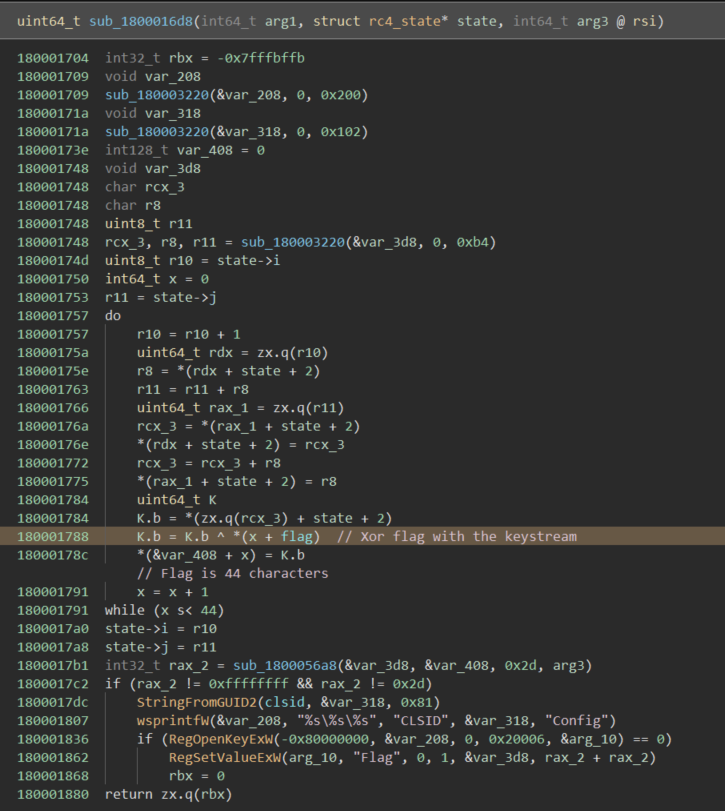 uint64_t sub_1800016d8(int64_t arg1, struct rc4_state* state, int64_t arg3 @ rsi)
180001704 int32_t rbx = -0x7fffbffb
180001709 void var_208
180001709 sub_180003220(&var_208, 0, 0x200)
18000171a void var_318
18000171a sub_180003220(&var_318, 0, 0x102)
18000173e int128_t var_408 = 0
180001748 void var_3d8
180001748 char rcx_3
180001748 char r8
180001748 uint8_t r11
180001748 rcx_3, r8, r11 = sub_180003220(&var_3d8, 0, 0xb4)
18000174d uint8_t r10 = state->i
180001750 int64_t x = 0
180001753 r11 = state->j
180001757 do
180001757 r10 = r10 + 1
18000175a uint64_t rdx = zx.q(r10)
18000175e r8 = *(rdx + state + 2)
180001763 r11 = r11 + r8
180001766 uint64_t rax_1 = zx.q(r11)
18000176a rcx_3 = *(rax_1 + state + 2)
18000176e *(rdx + state + 2) = rcx_3
180001772 rcx_3 = rcx_3 + r8
180001775 *(rax_1 + state + 2) = r8
180001784 uint64_t K
180001784 K.b = *(zx.q(rcx_3) + state + 2)
180001788 K.b = K.b ^ *(x + flag) // Xor flag with the keystream
18000178c *(&var_408 + x) = K.b
// Flag is 44 characters
180001791 x = x + 1
180001791 while (x s< 44)
1800017a0 state->i = r10
1800017a8 state->j = r11
1800017b1 int32_t rax_2 = sub_1800056a8(&var_3d8, &var_408, 0x2d, arg3)
1800017c2 if (rax_2 != 0xffffffff && rax_2 != 0x2d)
1800017dc StringFromGUID2(clsid, &var_318, 0x81)
180001807 wsprintfW(&var_208, "%s\%s\%s", "CLSID", &var_318, "Config")
180001836 if (RegOpenKeyExW(-0x80000000, &var_208, 0, 0x20006, &arg_10) == 0)
180001862 RegSetValueExW(arg_10, "Flag", 0, 1, &var_3d8, rax_2 + rax_2)
180001868 rbx = 0
180001880 return zx.q(rbx)